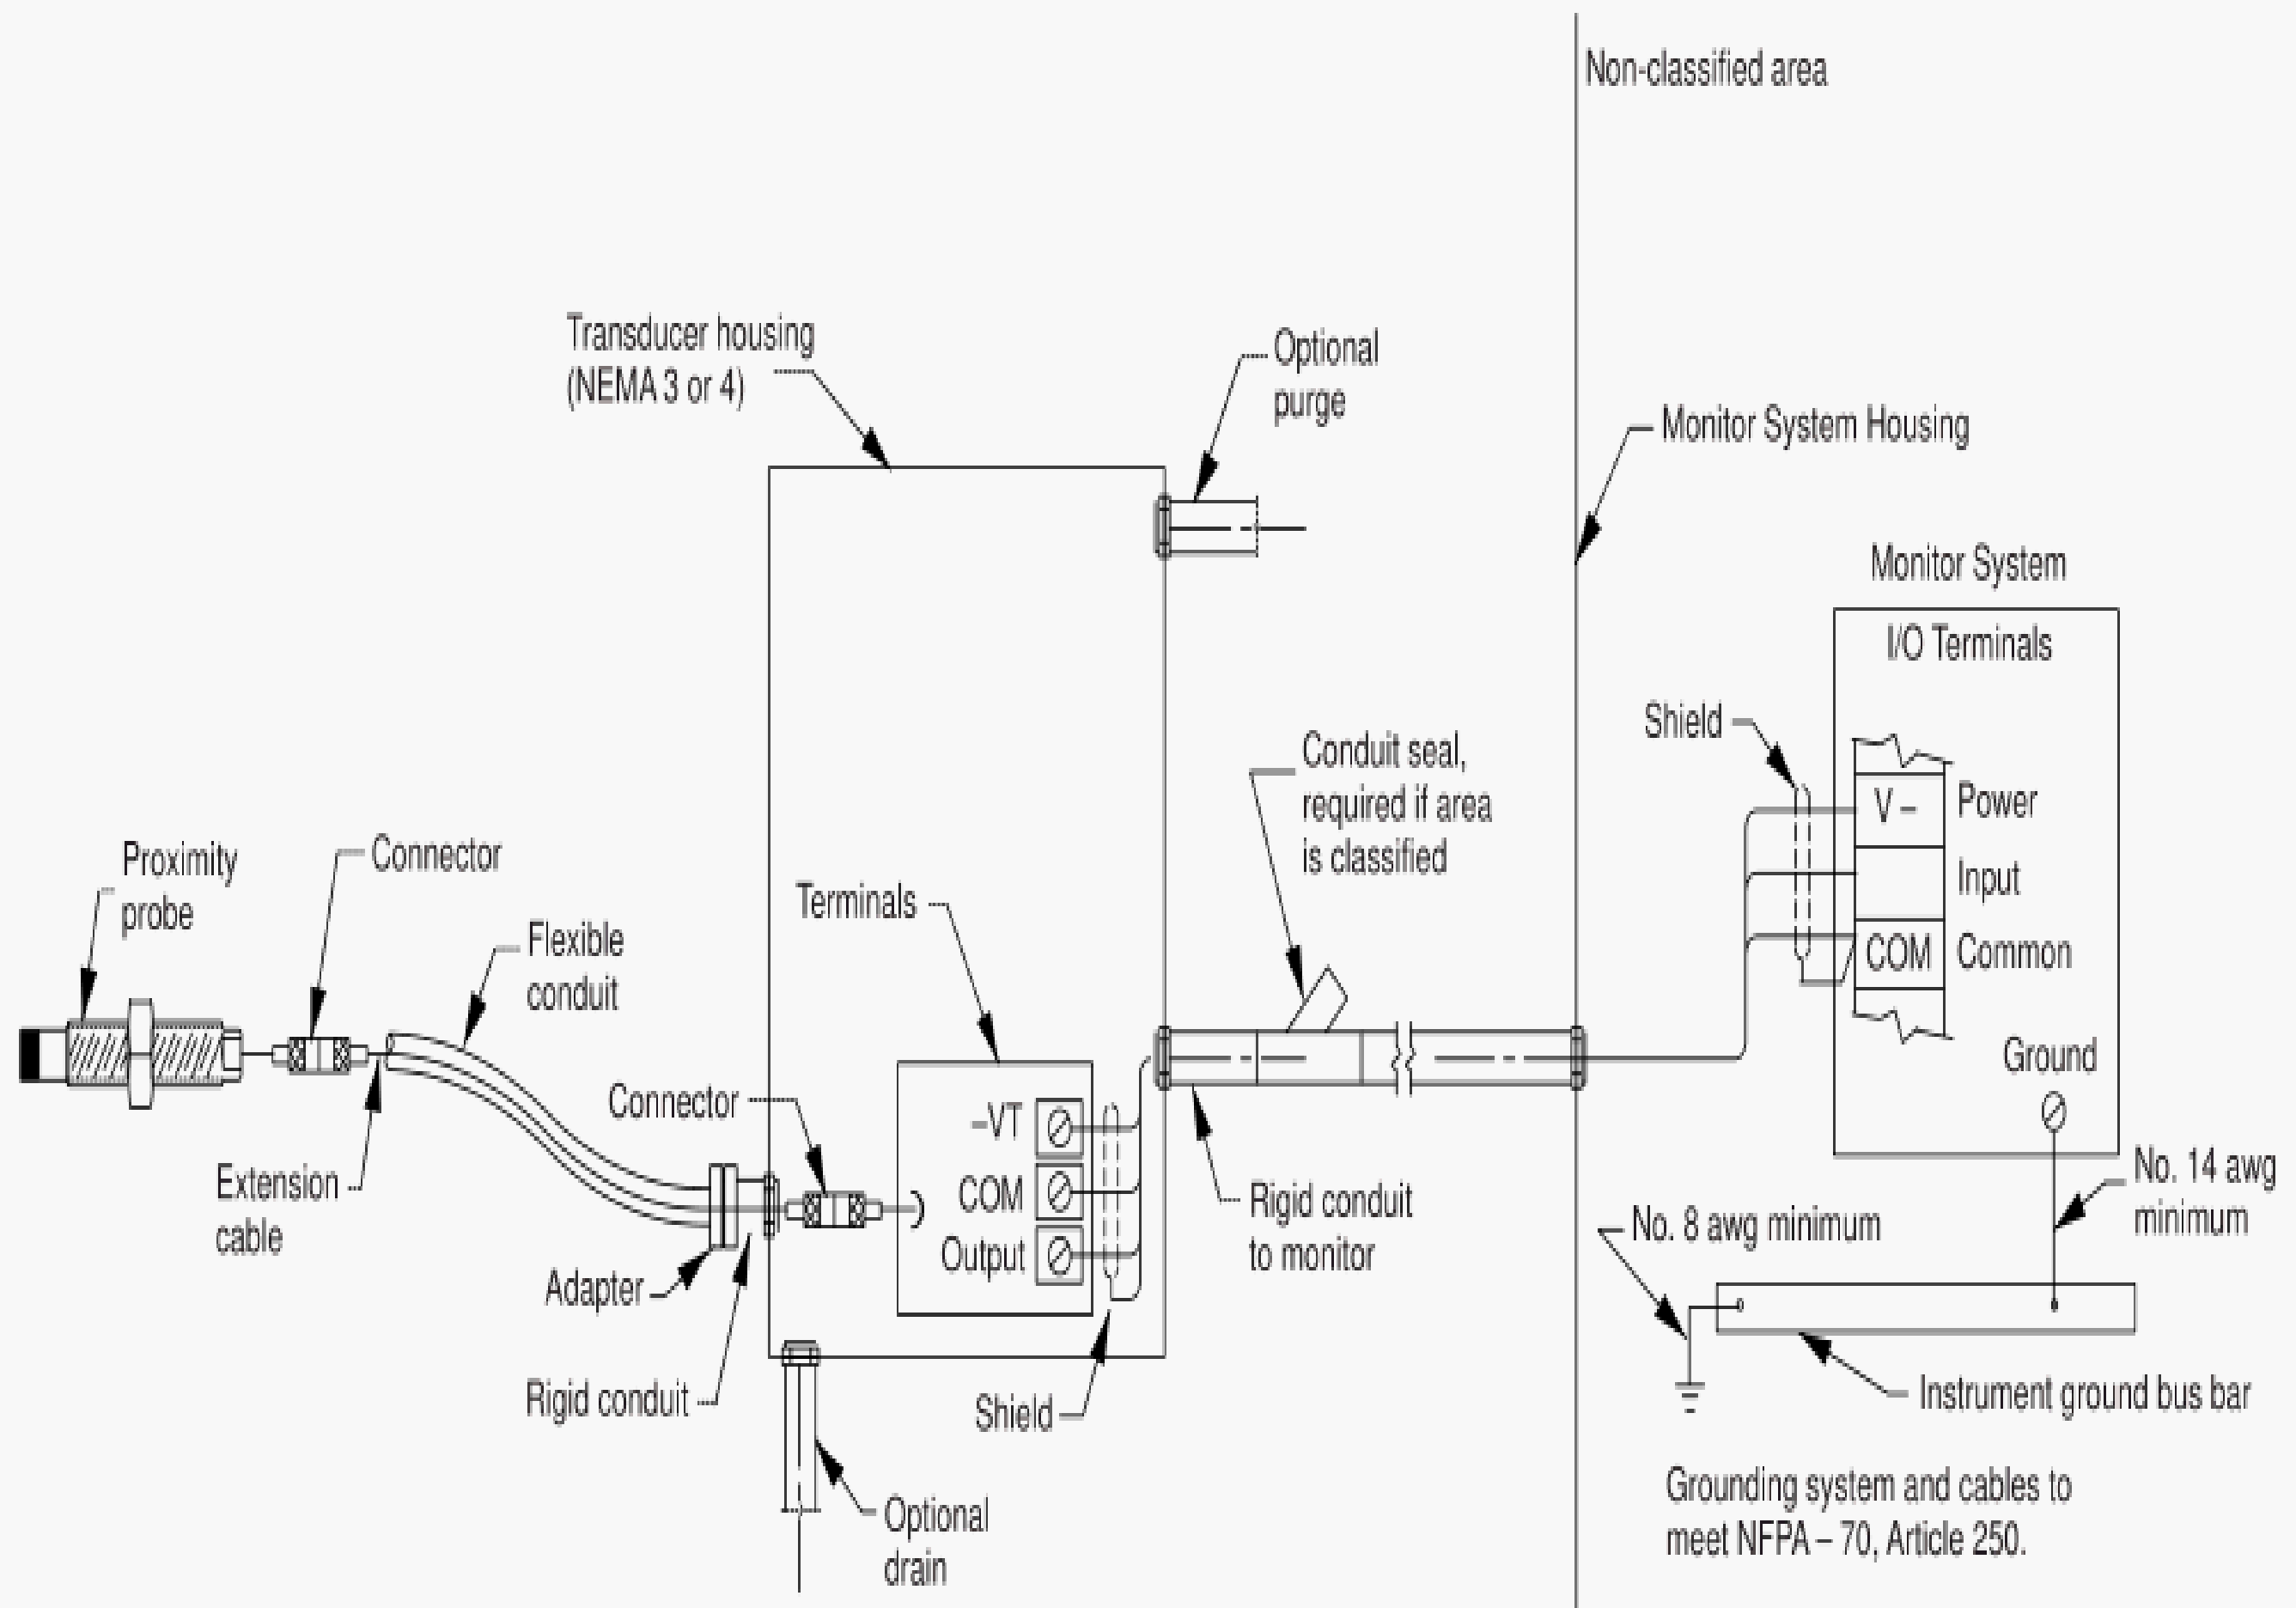 Non-classified area
Transducer housing
(NEMA 3 or 4)
Optional
purge
Monitor System Housing
Monitor System
I/O Terminals
Shield
Conduit seal,
required if area
is classified
V – Power
Input
COM Common
Ground
Proximity
probe
Connector
Flexible
conduit
Terminals
Connector
–VT
COM
Output
Extension
cable
Adapter
Rigid conduit
Shield
Optional
drain
Rigid conduit
to monitor
No. 8 awg minimum
No. 14 awg
minimum
Instrument ground bus bar
Grounding system and cables to
meet NFPA – 70, Article 250.